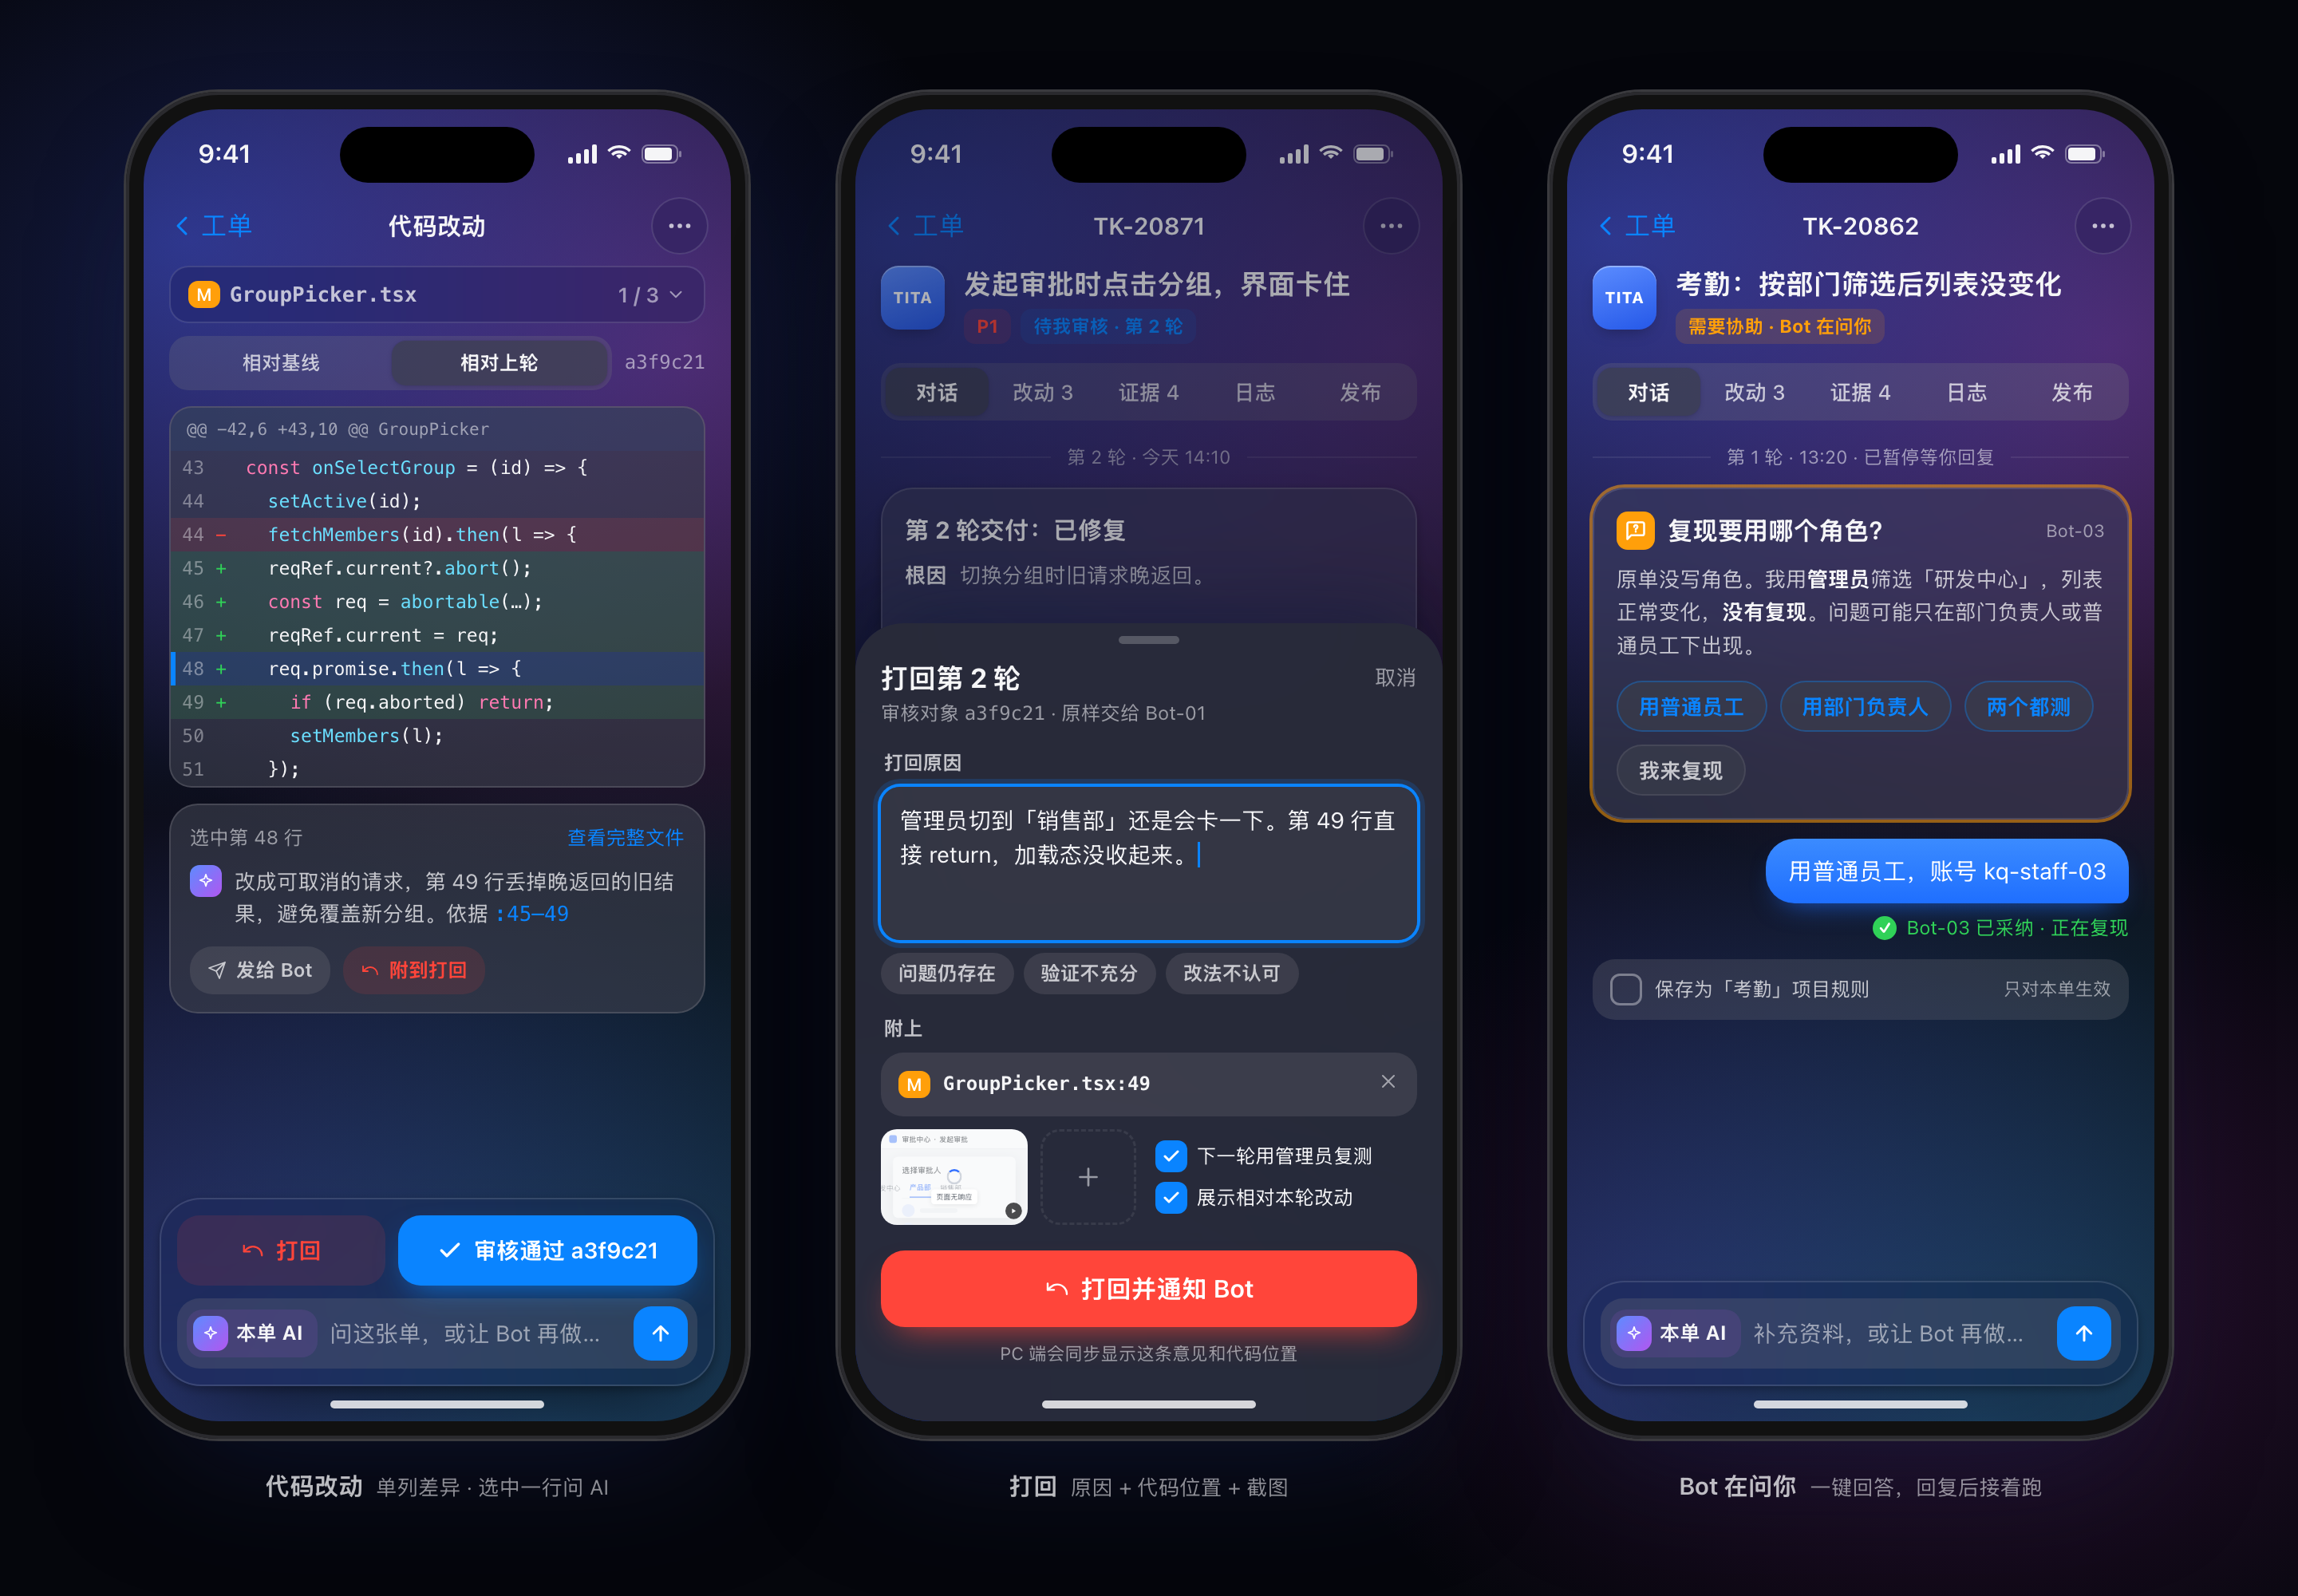 9:41
工单
代码改动
M GroupPicker.tsx 1 / 3
相对基线 相对上轮 a3f9c21
@@ −42,6 +43,10 @@ GroupPicker
43 const onSelectGroup = (id) => {
44 setActive(id);
44 − fetchMembers(id).then(l => {
45 + reqRef.current?.abort();
46 + const req = abortable(…);
47 + reqRef.current = req;
48 + req.promise.then(l => {
49 + if (req.aborted) return;
50 setMembers(l);
51 });
选中第 48 行 查看完整文件
改成可取消的请求，第 49 行丢掉晚返回的旧结
果，避免覆盖新分组。依据 :45–49
发给 Bot 附到打回
打回 审核通过 a3f9c21
本单 AI 问这张单，或让 Bot 再做…
代码改动 单列差异 · 选中一行问 AI
9:41
工单 TK-20871
TITA 发起审批时点击分组，界面卡住
P1 待我审核 · 第 2 轮
对话 改动 3 证据 4 日志 发布
第 2 轮 · 今天 14:10
第 2 轮交付：已修复
根因 切换分组时旧请求晚返回。
打回第 2 轮 取消
审核对象 a3f9c21 · 原样交给 Bot-01
打回原因
管理员切到「销售部」还是会卡一下。第 49 行直
接 return，加载态没收起来。
问题仍存在 验证不充分 改法不认可
附上
M GroupPicker.tsx:49
审批中心 · 发起审批
选择审批人
产品部
页面无响应
下一轮用管理员复测
展示相对本轮改动
打回并通知 Bot
PC 端会同步显示这条意见和代码位置
打回 原因 + 代码位置 + 截图
9:41
工单 TK-20862
TITA 考勤：按部门筛选后列表没变化
需要协助 · Bot 在问你
对话 改动 3 证据 4 日志 发布
第 1 轮 · 13:20 · 已暂停等你回复
复现要用哪个角色？ Bot-03
原单没写角色。我用管理员筛选「研发中心」，列表
正常变化，没有复现。问题可能只在部门负责人或普
通员工下出现。
用普通员工 用部门负责人 两个都测
我来复现
用普通员工，账号 kq-staff-03
Bot-03 已采纳 · 正在复现
保存为「考勤」项目规则 只对本单生效
本单 AI 补充资料，或让 Bot 再做…
Bot 在问你 一键回答，回复后接着跑